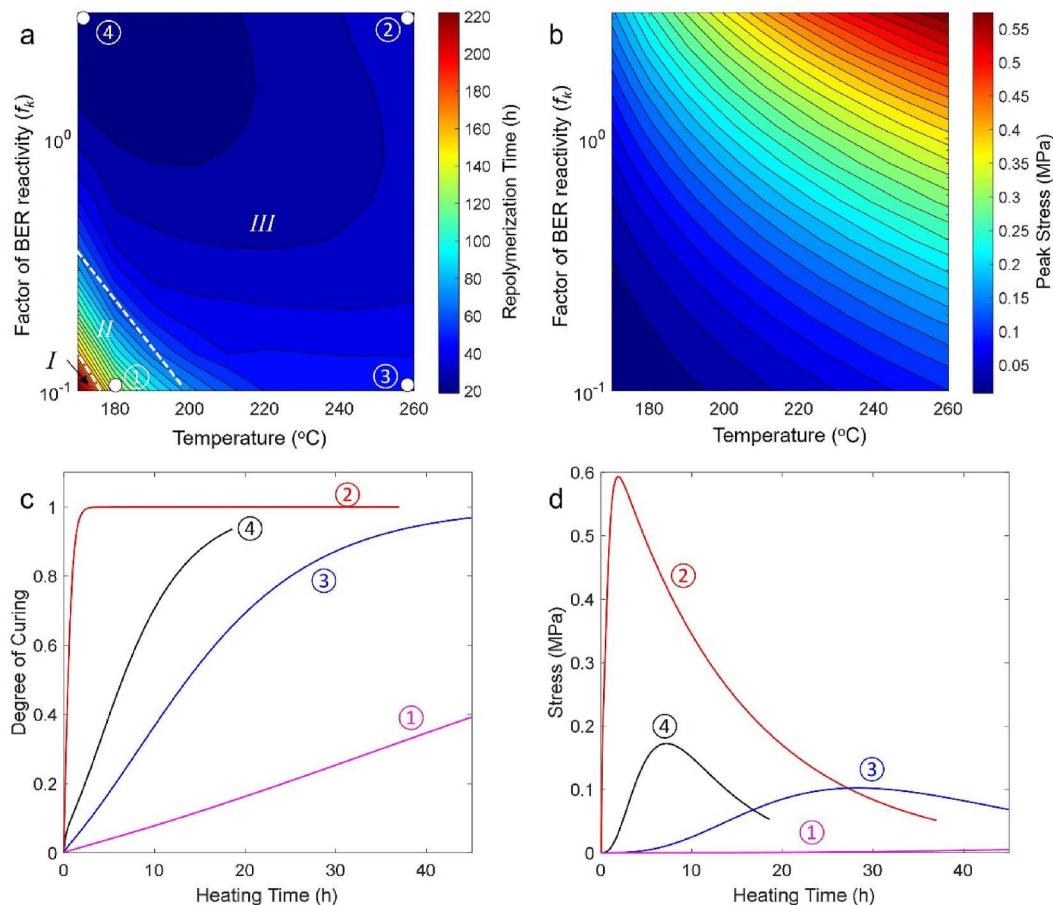 a
④
②
III
II
I
①
③
10⁰
10⁻¹
Factor of BER reactivity (fₖ)
180 200 220 240 260
Temperature (°C)
220
200
180
160
140
120
100
80
60
40
20
Repolymerization Time (h)
b
10⁰
10⁻¹
Factor of BER reactivity (fₖ)
180 200 220 240 260
Temperature (°C)
0.55
0.5
0.45
0.4
0.35
0.3
0.25
0.2
0.15
0.1
0.05
Peak Stress (MPa)
c
1
0.8
0.6
0.4
0.2
0
Degree of Curing
②
④
③
①
0 10 20 30 40
Heating Time (h)
d
0.6
0.5
0.4
0.3
0.2
0.1
0
Stress (MPa)
②
④
③
①
0 10 20 30 40
Heating Time (h)